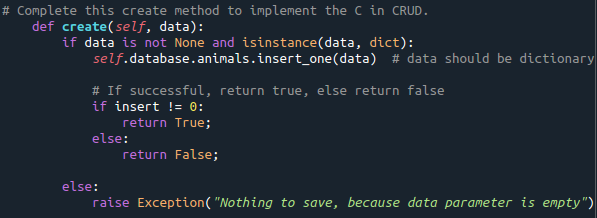 # Complete this create method to implement the C in CRUD.
def create(self, data):
if data is not None and isinstance(data, dict):
self.database.animals.insert_one(data)  # data should be dictionary
# If successful, return true, else return false
if insert != 0:
return True;
else:
return False;
else:
raise Exception("Nothing to save, because data parameter is empty")